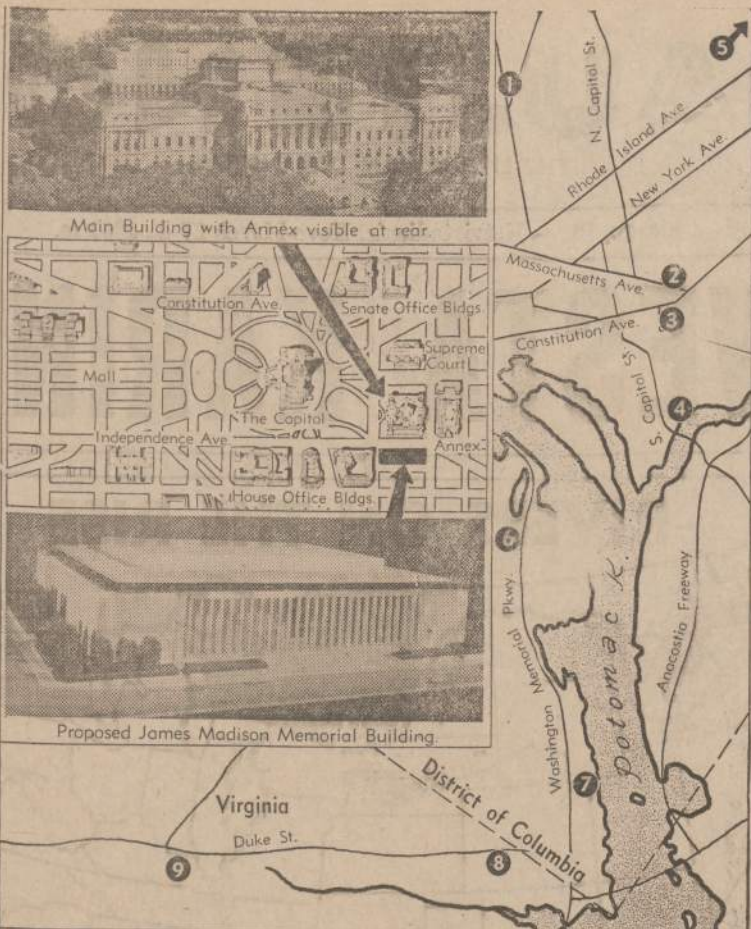 Main Building with Annex visible at rear.
Constitution Ave.
Senate Office Bldgs.
Supreme
Court
Mall
The Capitol
Independence Ave
Annex
House Office Bldgs.
Proposed James Madison Memorial Building.
1
N. Capitol St.
5
Rhode Island Ave.
New York Ave.
Massachusetts Ave.
2
Constitution Ave.
3
S. Capitol St.
4
6
Washington Memorial Pkwy.
Potomac R.
Anacostia Freeway
7
District of Columbia
Virginia
Duke St.
8
9